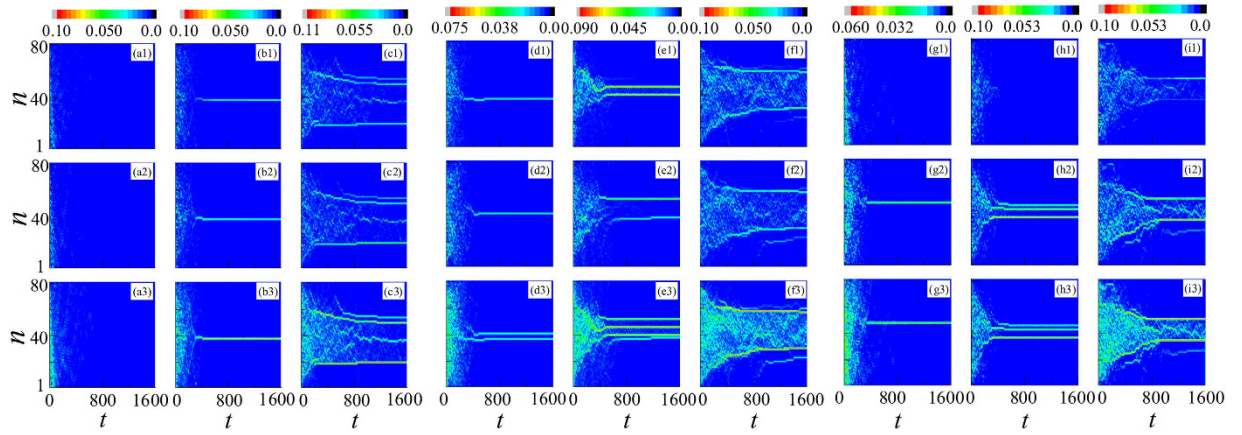 0.10 0.050 0.0 0.10 0.050 0.0 0.11 0.055 0.0 0.075 0.038 0.0 0.090 0.045 0.0 0.10 0.050 0.0 0.060 0.032 0.0 0.10 0.053 0.0 0.10 0.053 0.0
80 (a1) (b1) (c1) (d1) (e1) (f1) (g1) (h1) (i1)
n 40
1
80 (a2) (b2) (c2) (d2) (e2) (f2) (g2) (h2) (i2)
n 40
1
80 (a3) (b3) (c3) (d3) (e3) (f3) (g3) (h3) (i3)
n 40
1
0 800 1600 0 800 1600 0 800 1600 0 800 1600 0 800 1600 0 800 1600 0 800 1600 0 800 1600 0 800 1600
t t t t t t t t t